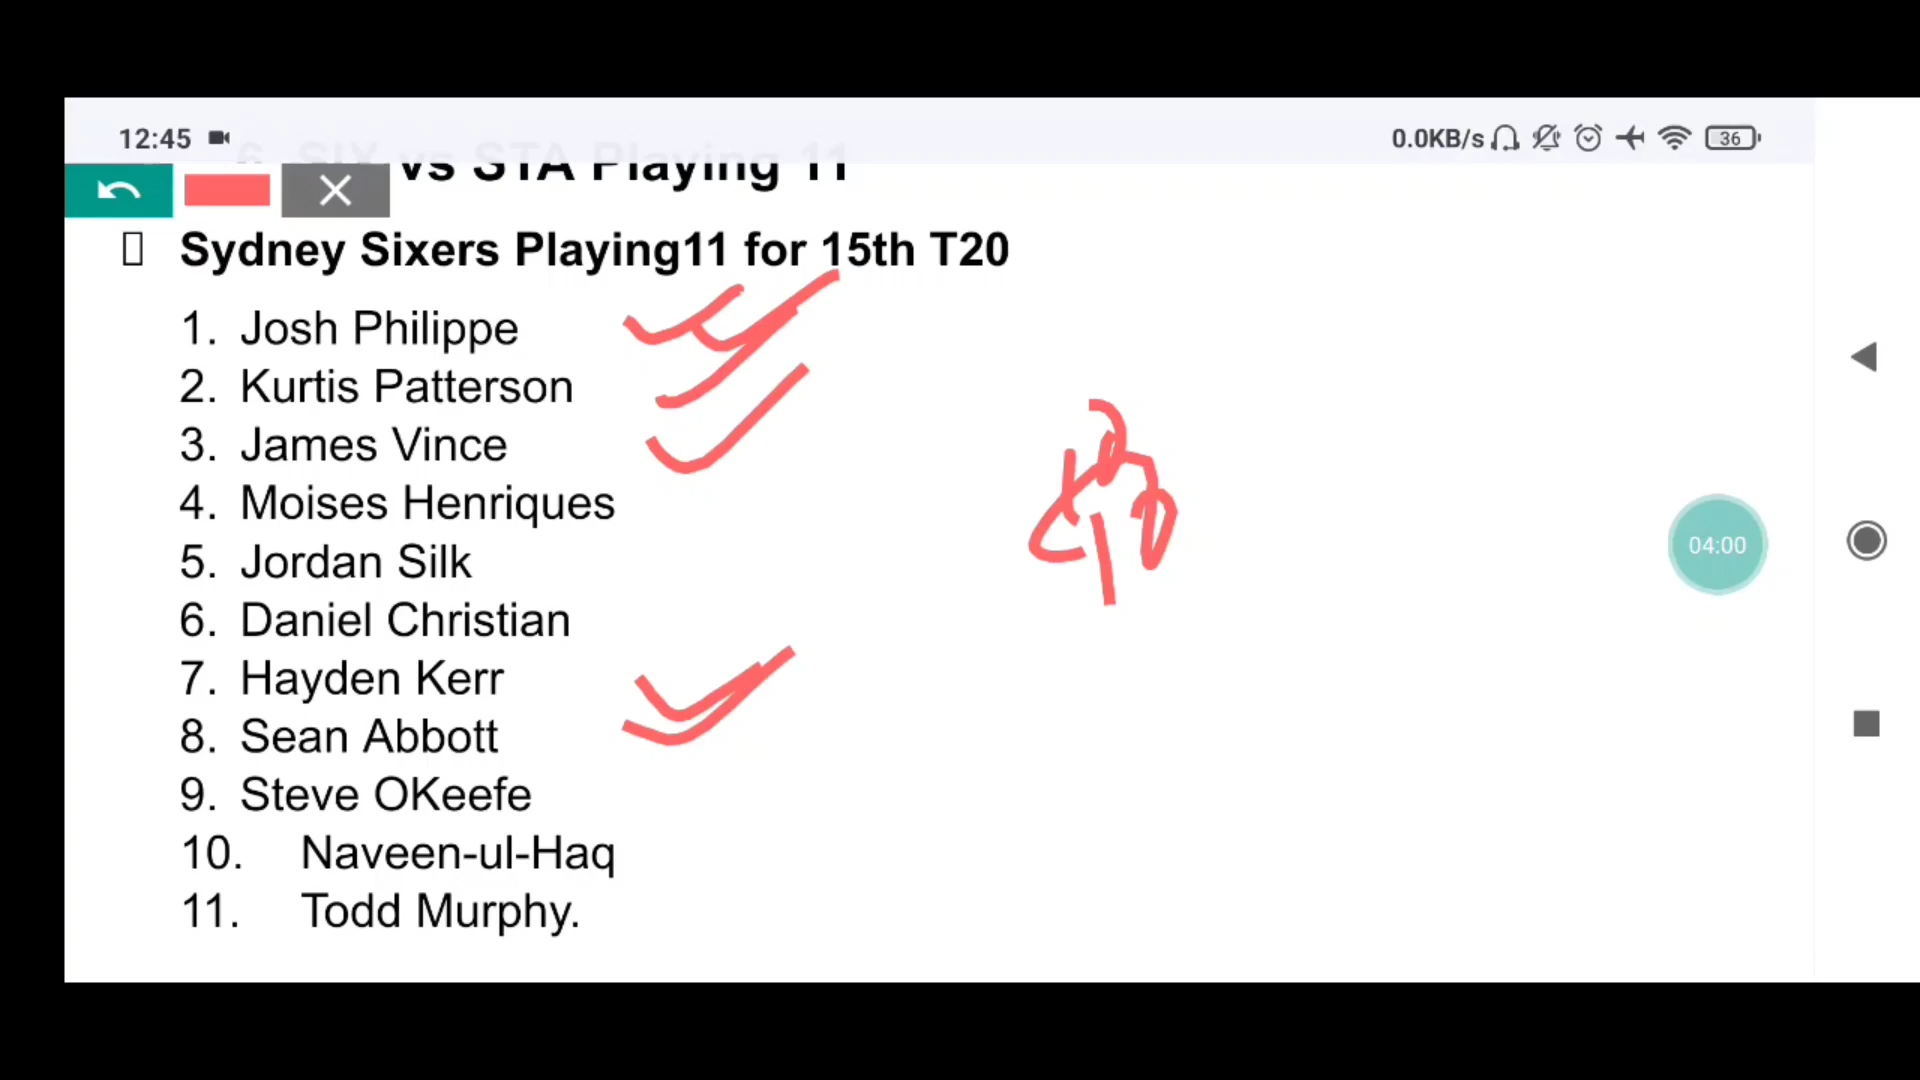 12:45 0.0KB/s 36
6. SIX vs STA Playing 11
Sydney Sixers Playing11 for 15th T20
1. Josh Philippe
2. Kurtis Patterson
3. James Vince
4. Moises Henriques
5. Jordan Silk
6. Daniel Christian
7. Hayden Kerr
8. Sean Abbott
9. Steve OKeefe
10. Naveen-ul-Haq
11. Todd Murphy.
04:00